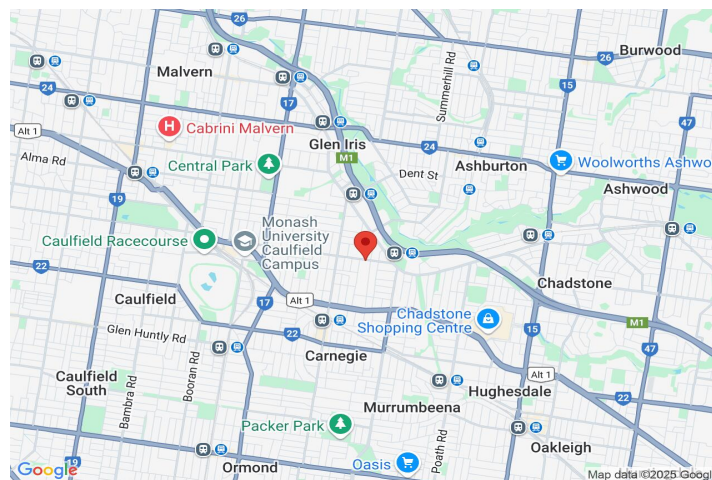 26
Burwood
Malvern
26
Summerhill Rd
15
24
17
47
Alt 1
H Cabrini Malvern
Glen Iris
24
Alma Rd
M1
Central Park
Dent St
Ashburton
Woolworths Ashwo
Ashwood
19
Caulfield Racecourse
Monash
University
Caulfield
Campus
22
Chadstone
Caulfield
Alt 1
17
Chadstone
Shopping Centre
M1
Glen Huntly Rd
22
15
47
Carnegie
Booran Rd
Caulfield
South
Bambra Rd
Alt 1
Hughesdale
22
Murrumbeena
Packer Park
Poath Rd
Oakleigh
Ormond
Oasis
19
Google
Map data ©2025 Googl